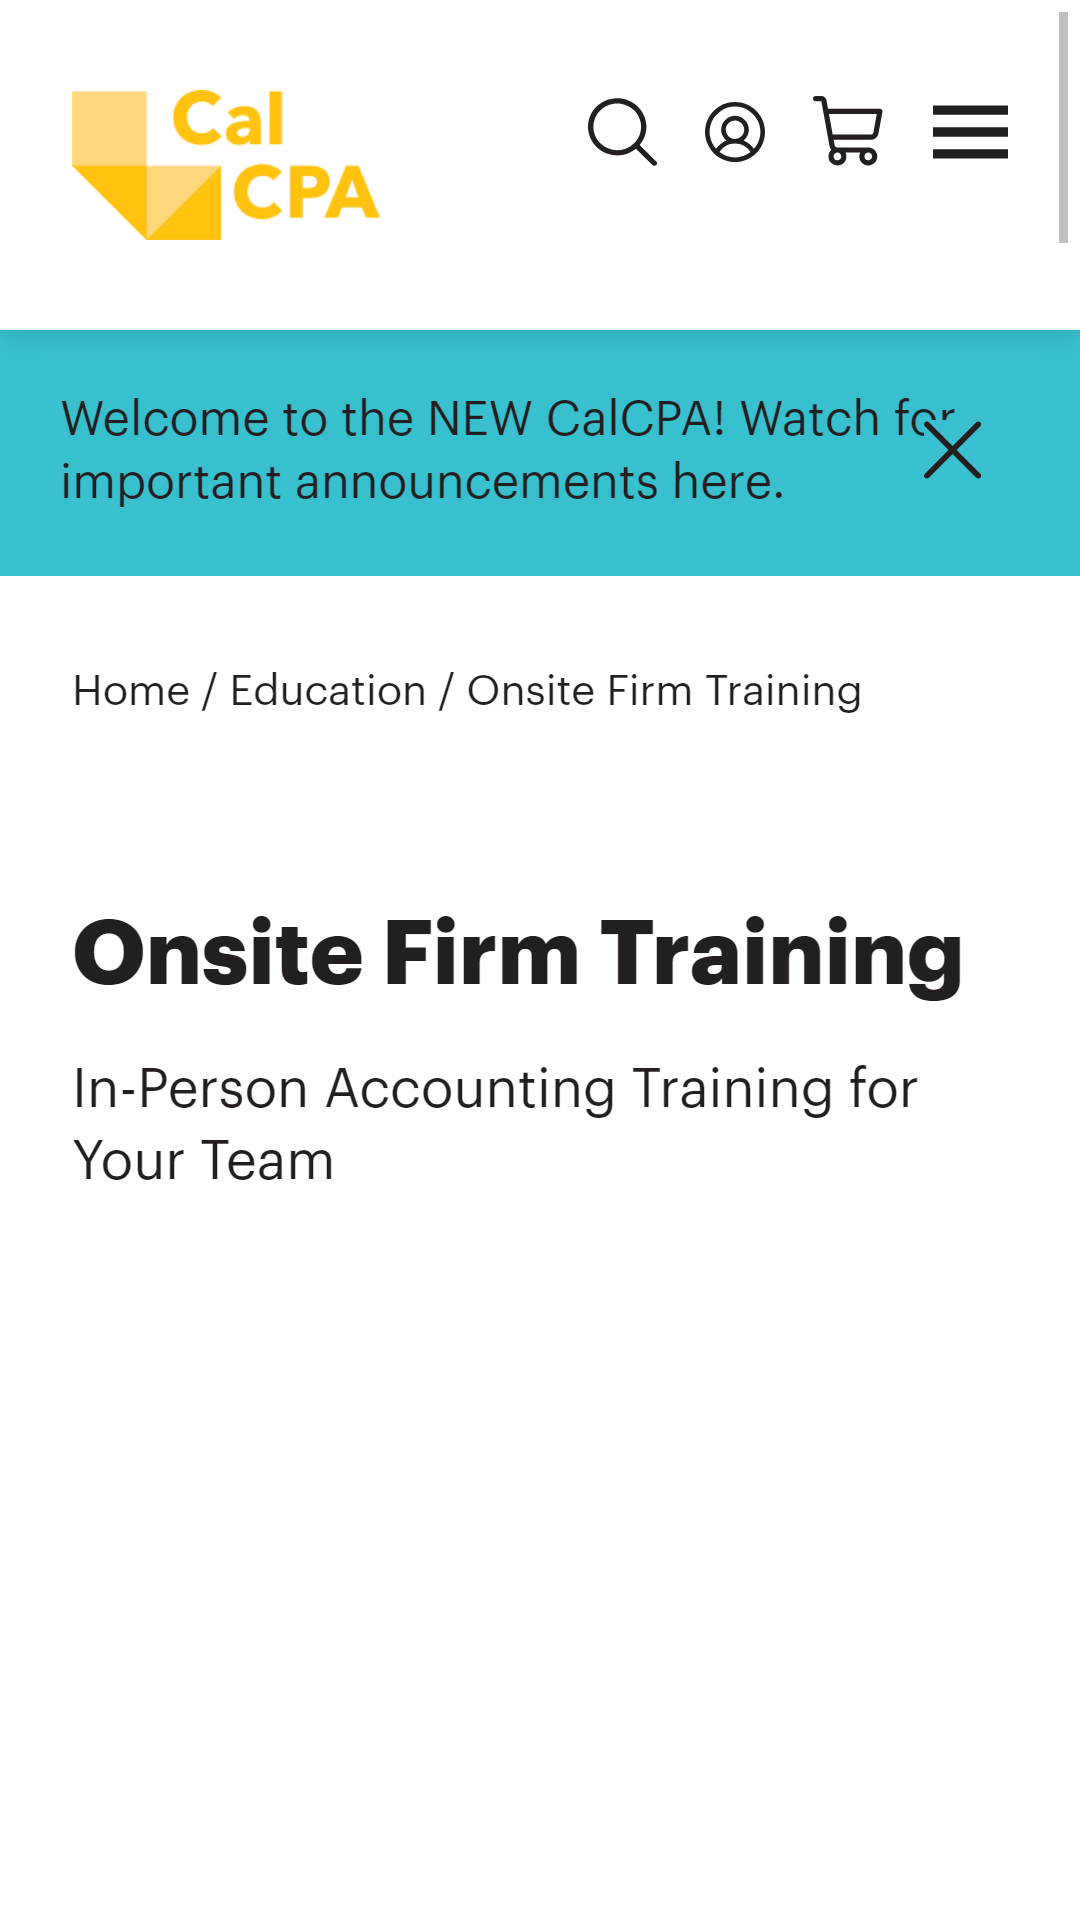 Cal
CPA
Welcome to the NEW CalCPA! Watch for
important announcements here.
Home / Education / Onsite Firm Training
Onsite Firm Training
In-Person Accounting Training for
Your Team